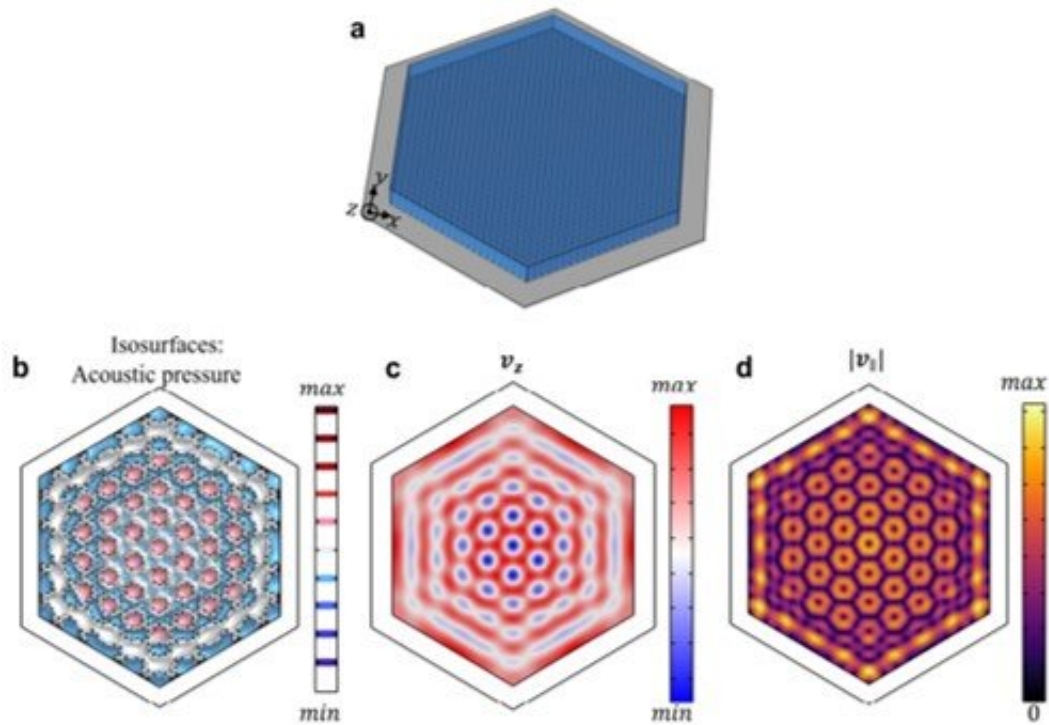 a
y
z x
b
Isosurfaces:
Acoustic pressure
max
min
c
v_z
max
min
d
|v_∥|
max
0